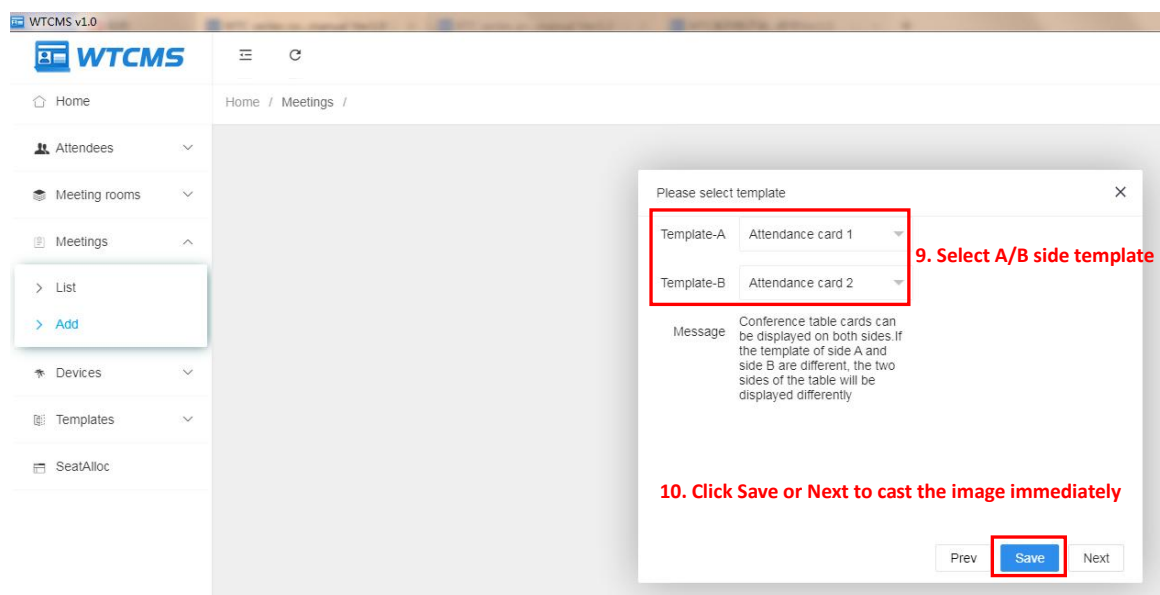 WTCMS v1.0
WTCMS
Home
Home / Meetings /
Attendees
Meeting rooms
Please select template
Template-A Attendance card 1
Meetings
9. Select A/B side template
List
Template-B Attendance card 2
Add
Message
Conference table cards can
be displayed on both sides.If
the template of side A and
side B are different, the two
sides of the table will be
displayed differently
Devices
Templates
SeatAlloc
10. Click Save or Next to cast the image immediately
Prev Save Next